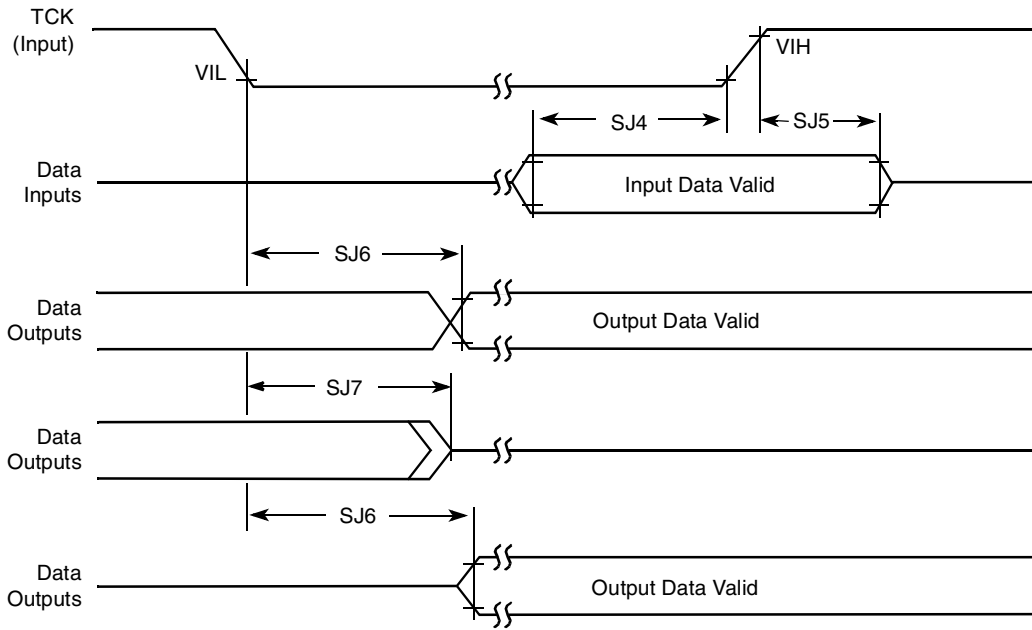 TCK
(Input)
VIL
VIH
SJ4
SJ5
Data
Inputs
Input Data Valid
SJ6
Data
Outputs
Output Data Valid
SJ7
Data
Outputs
SJ6
Data
Outputs
Output Data Valid